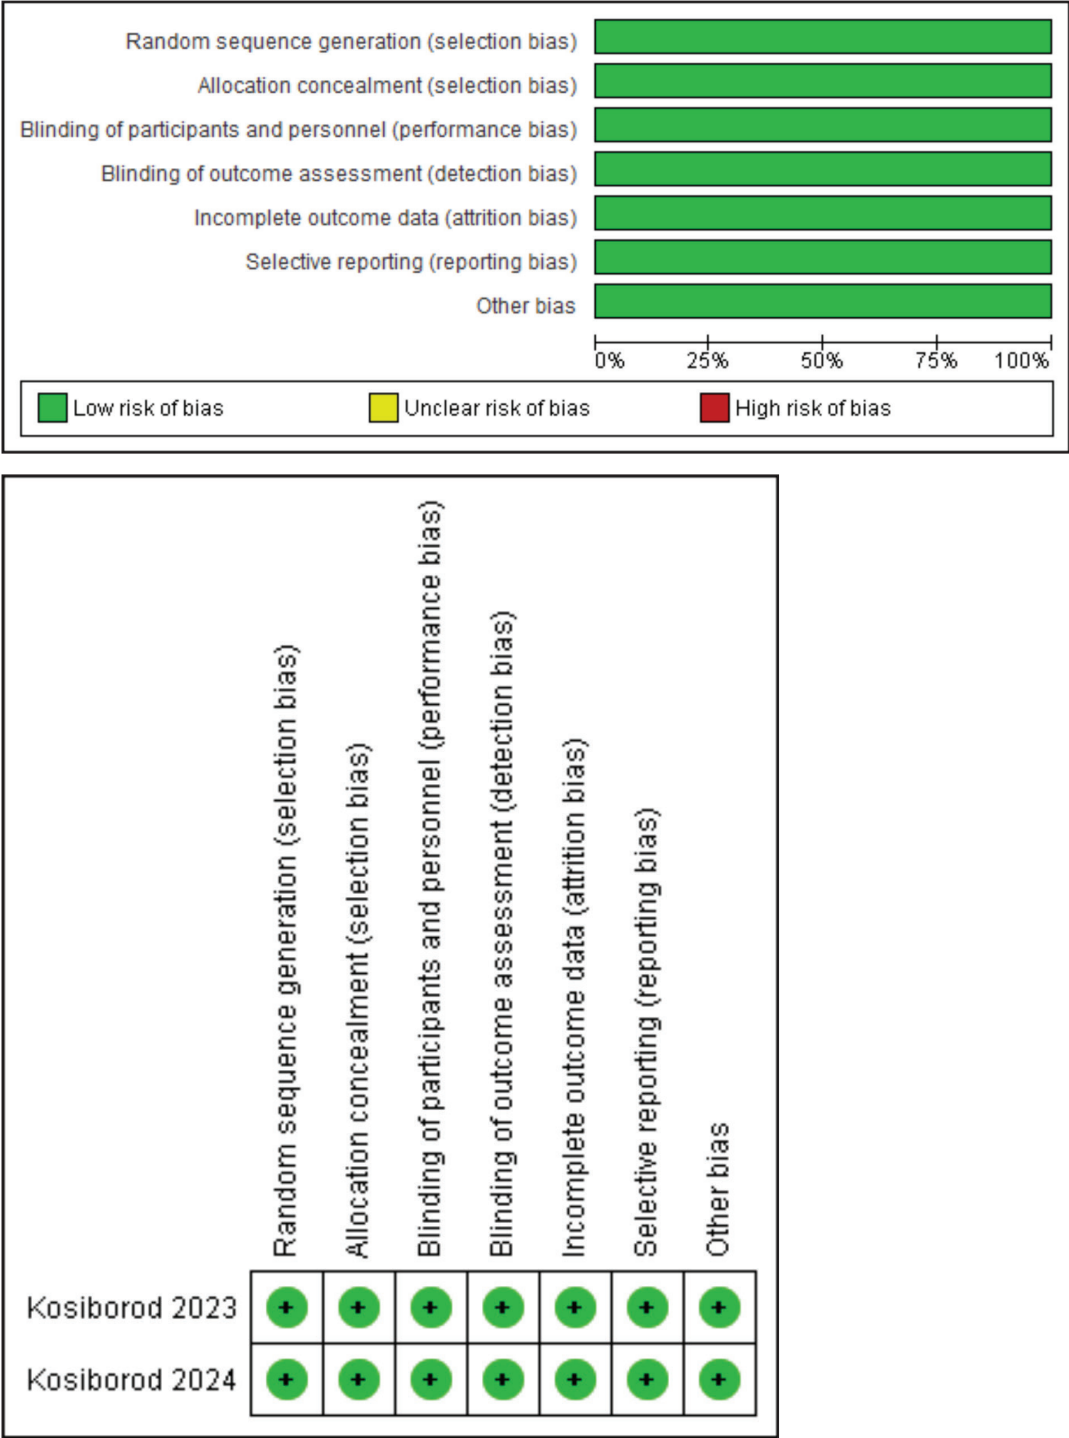 Random sequence generation (selection bias)
Allocation concealment (selection bias)
Blinding of participants and personnel (performance bias)
Blinding of outcome assessment (detection bias)
Incomplete outcome data (attrition bias)
Selective reporting (reporting bias)
Other bias
0% 25% 50% 75% 100%
Low risk of bias Unclear risk of bias High risk of bias
Random sequence generation (selection bias)
Allocation concealment (selection bias)
Blinding of participants and personnel (performance bias)
Blinding of outcome assessment (detection bias)
Incomplete outcome data (attrition bias)
Selective reporting (reporting bias)
Other bias
Kosiborod 2023 + + + + + + +
Kosiborod 2024 + + + + + + +